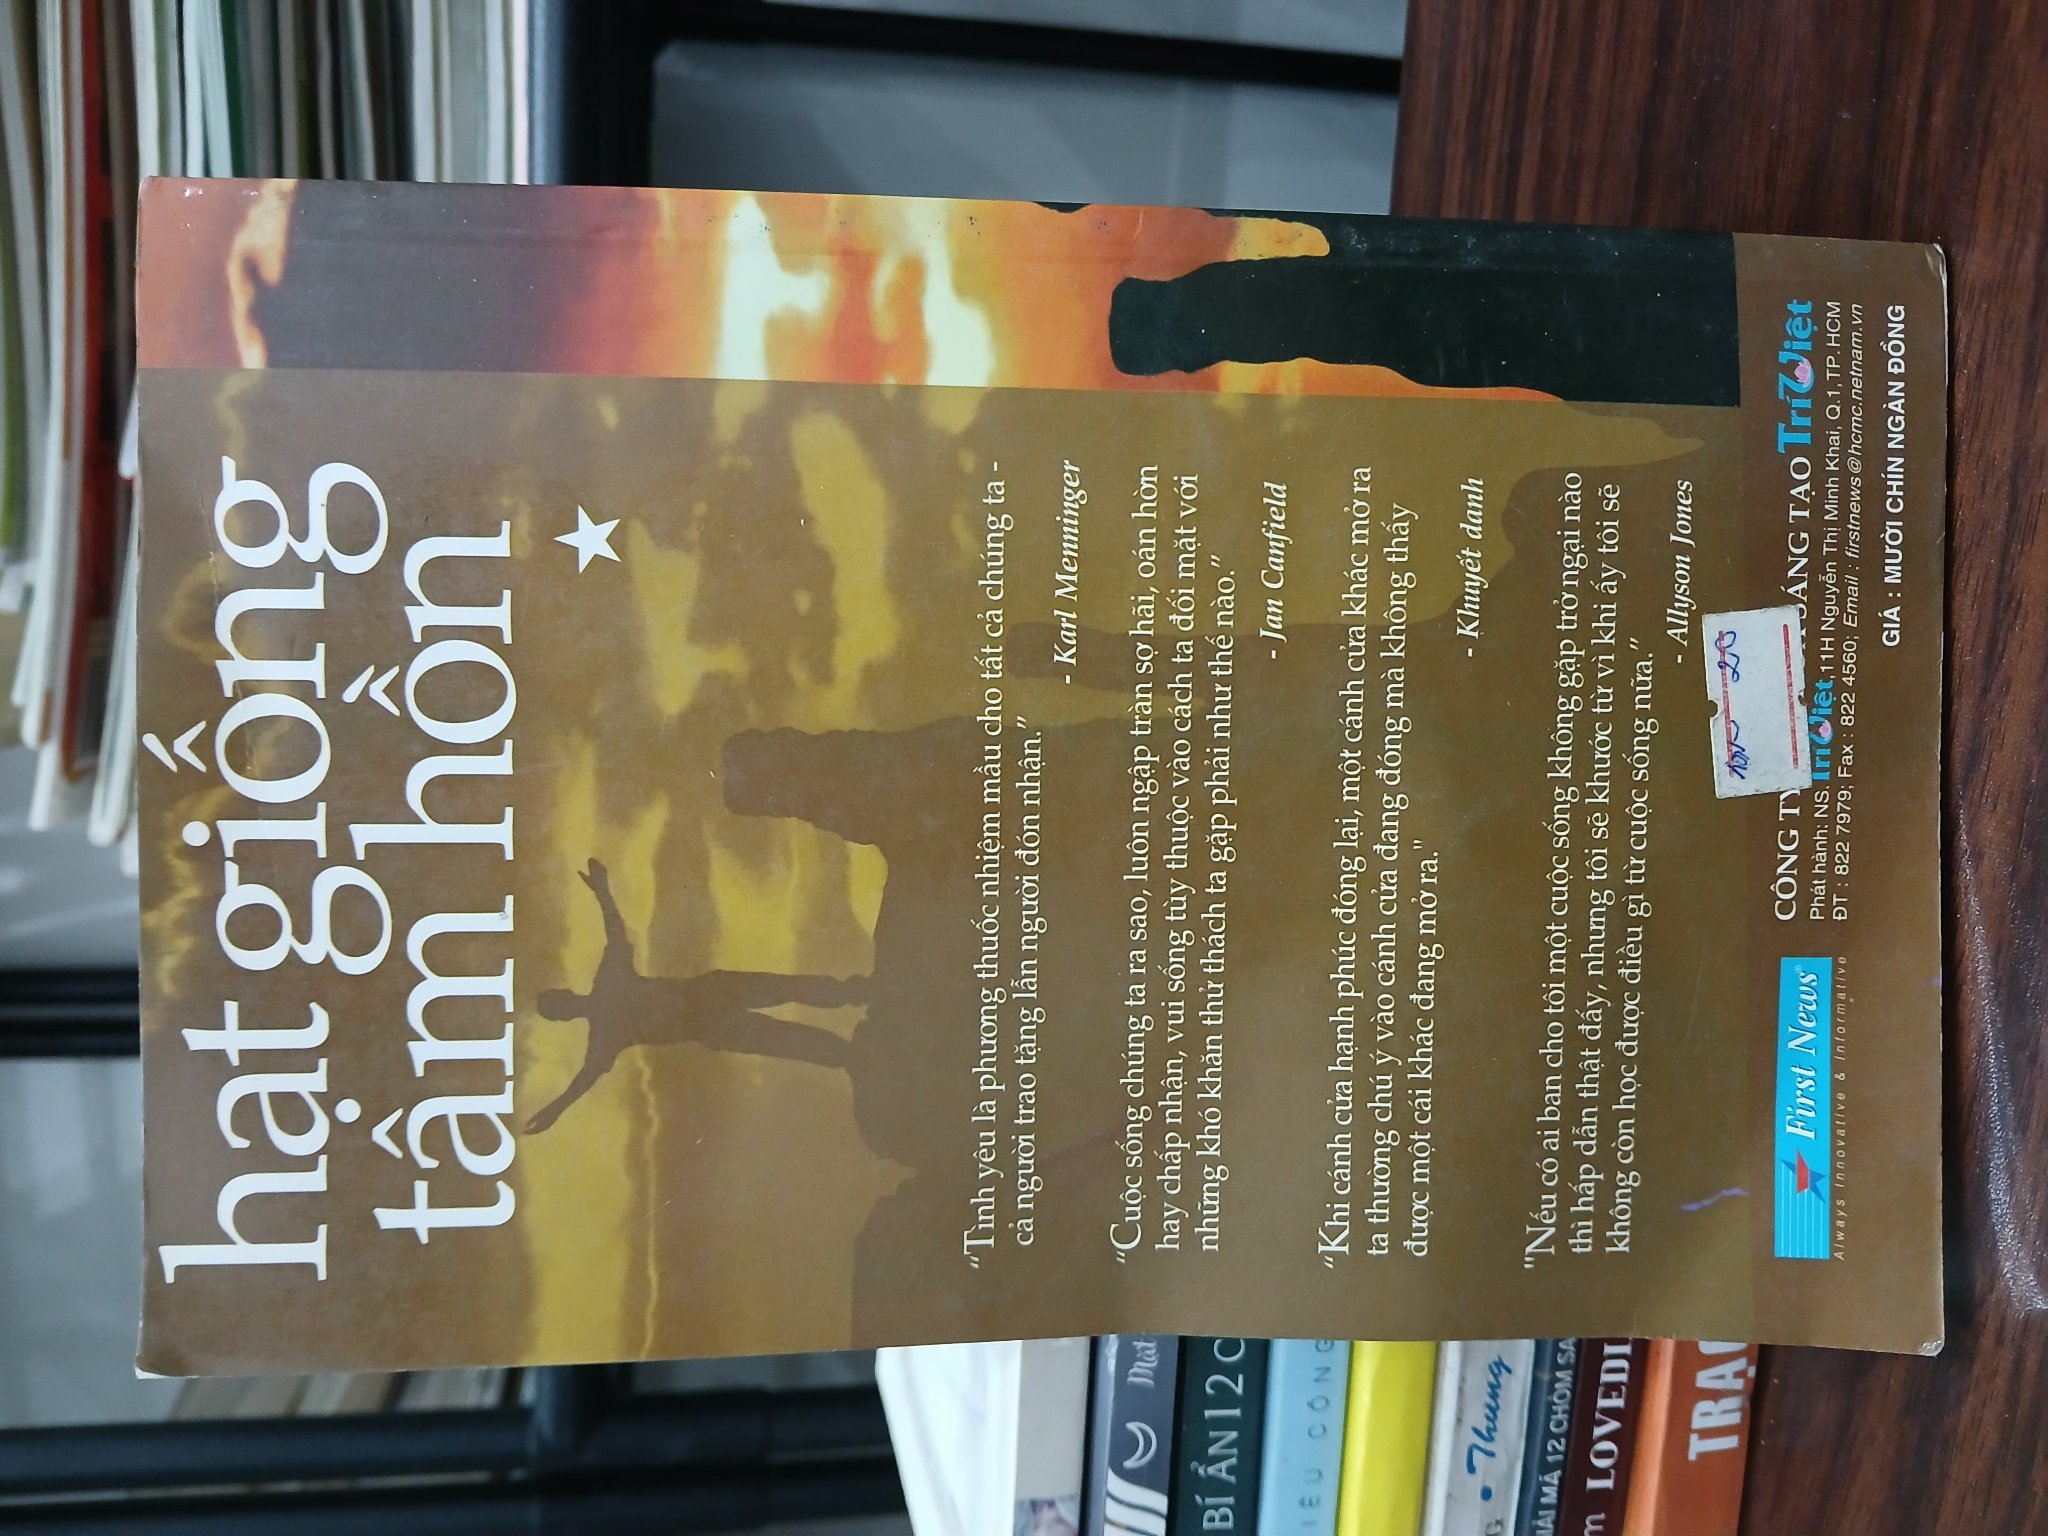 hạt giống
tâm hồn
“Tình yêu là phương thuốc nhiệm mầu cho tất cả chúng ta -
cả người trao tặng lẫn người đón nhận.”
- Karl Menninger
“Cuộc sống chúng ta ra sao, luôn ngập tràn sợ hãi, oán hờn
hay chấp nhận, vui sống tùy thuộc vào cách ta đối mặt với
những khó khăn thử thách ta gặp phải như thế nào.”
- Jan Canfield
“Khi cánh cửa hạnh phúc đóng lại, một cánh cửa khác mở ra
ta thường chú ý vào cánh cửa đang đóng mà không thấy
được một cái khác đang mở ra."
- Khuyết danh
"Nếu có ai ban cho tôi một cuộc sống không gặp trở ngại nào
thì hấp dẫn thật đấy, nhưng tôi sẽ khước từ vì khi ấy tôi sẽ
không còn học được điều gì từ cuộc sống nữa.”
- Allyson Jones
First News®
Always Innovative & Informative
CÔNG TY SÁNG TẠO TRÍ VIỆT
Phát hành: NS. Trí Việt, 11H Nguyễn Thị Minh Khai, Q.1, TP. HCM
ĐT : 822 7979; Fax : 822 4560; Email : firstnews@hcmc.netnam.vn
GIÁ : MƯỜI CHÍN NGÀN ĐỒNG
Mát
BÍ ẨN 12 C
IÊU CÔNG
Thung
MÃ 12 CHÒM SA
LOVEDI
TRẠ